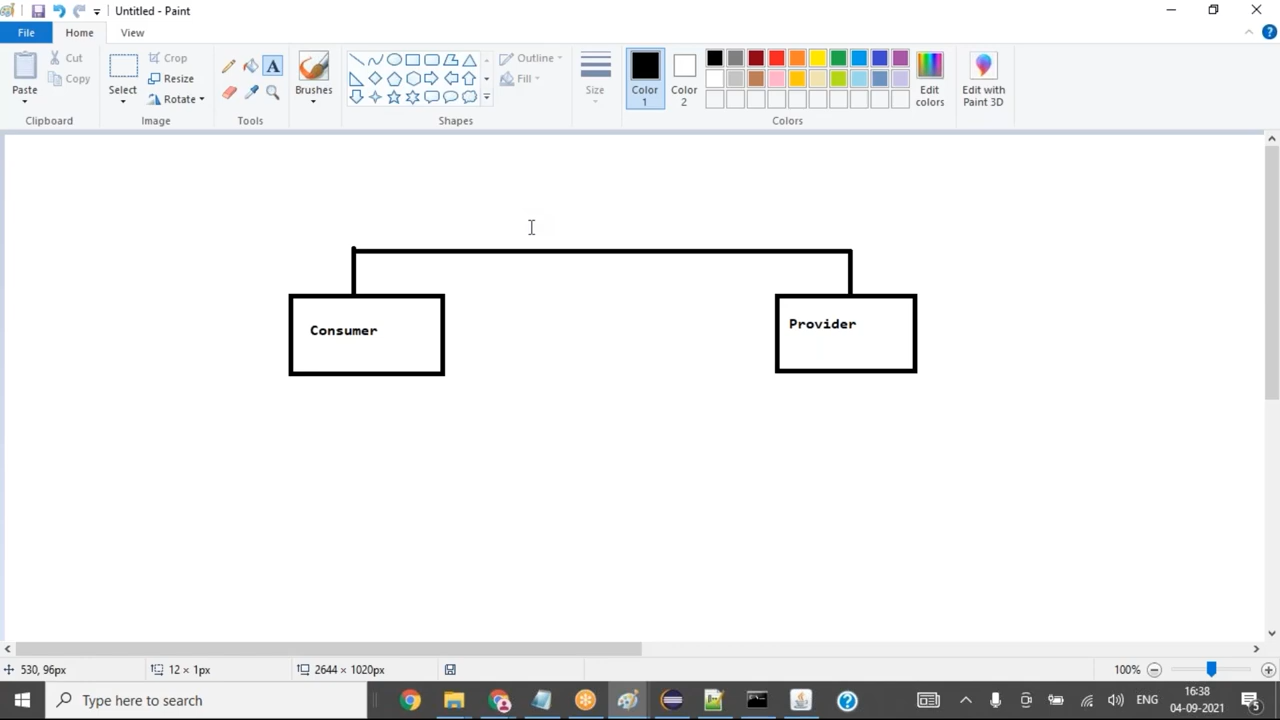 Untitled - Paint
File Home View
Paste
Cut
Copy
Clipboard
Select
Crop
Resize
Rotate
Image
A
Tools
Brushes
Outline
Fill
Shapes
Size
Color 1
Color 2
Edit colors
Colors
Edit with Paint 3D
Consumer
Provider
530, 96px
12 × 1px
2644 × 1020px
100%
Type here to search
ENG
16:38
04-09-2021
5